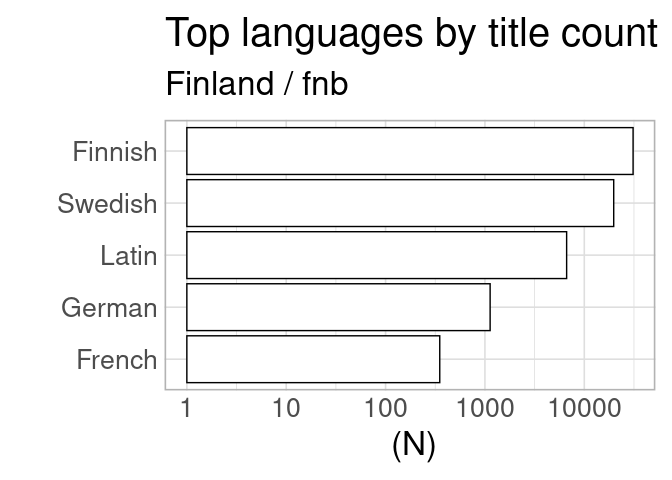 Top languages by title count
Finland / fnb
Finnish
Swedish
Latin
German
French
1 10 100 1000 10000
(N)